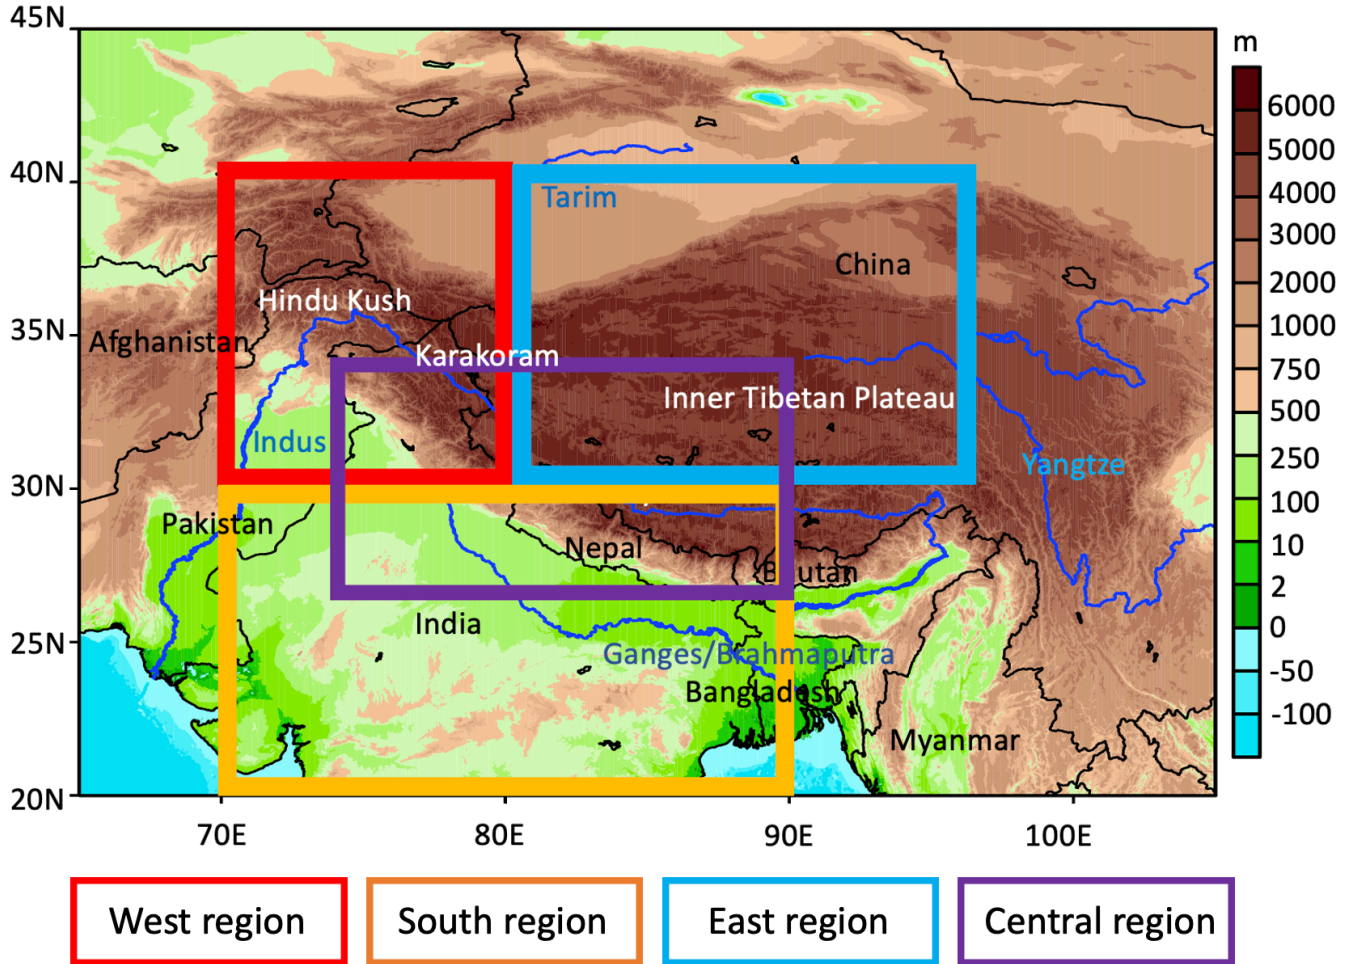 45N
m
6000
5000
40N
Tarim
4000
China
3000
2000
Hindu Kush
35N
Afghanistan
1000
Karakoram
750
Inner Tibetan Plateau
500
Indus
250
Yangtze
30N
100
Pakistan
Nepal
10
Bhutan
2
India
0
25N
Ganges/Brahmaputra
-50
Bangladesh
-100
Myanmar
20N
70E 80E 90E 100E
West region South region East region Central region